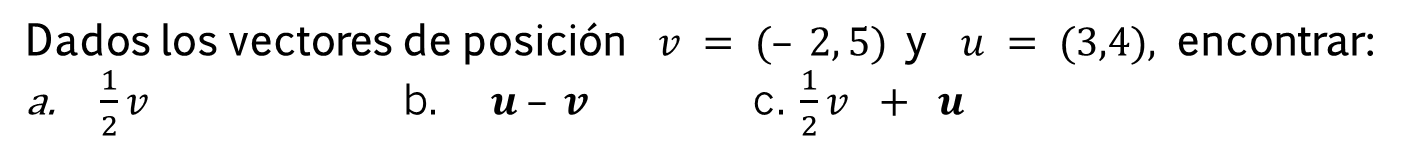 Dados los vectores de posición v = (– 2, 5) y u = (3,4), encontrar:
a. 1/2 v b. u – v c. 1/2 v + u